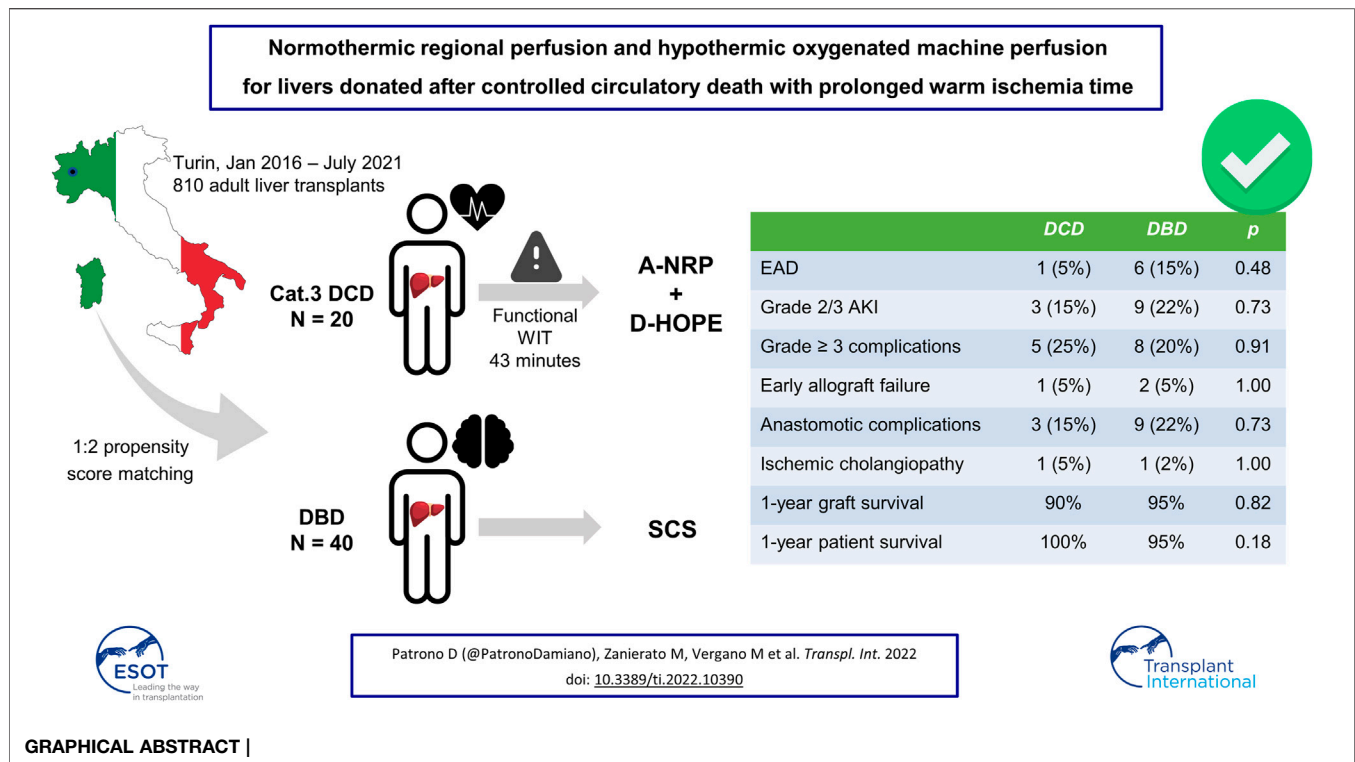 Normothermic regional perfusion and hypothermic oxygenated machine perfusion
for livers donated after controlled circulatory death with prolonged warm ischemia time
Turin, Jan 2016 – July 2021
810 adult liver transplants
Cat.3 DCD
N = 20
Functional
WIT
43 minutes
A-NRP
+
D-HOPE
1:2 propensity
score matching
DBD
N = 40
SCS
DCD DBD p
EAD 1 (5%) 6 (15%) 0.48
Grade 2/3 AKI 3 (15%) 9 (22%) 0.73
Grade ≥ 3 complications 5 (25%) 8 (20%) 0.91
Early allograft failure 1 (5%) 2 (5%) 1.00
Anastomotic complications 3 (15%) 9 (22%) 0.73
Ischemic cholangiopathy 1 (5%) 1 (2%) 1.00
1-year graft survival 90% 95% 0.82
1-year patient survival 100% 95% 0.18
ESOT
Leading the way
in transplantation
Patrono D (@PatronoDamiano), Zanierato M, Vergano M et al. Transpl. Int. 2022
doi: 10.3389/ti.2022.10390
Transplant
International
GRAPHICAL ABSTRACT |